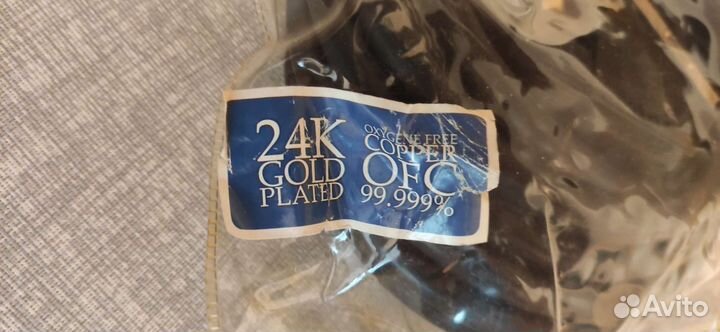 24K
GOLD
PLATED
OXYGENE FREE
COPPER
OFC
99.999%
Avito